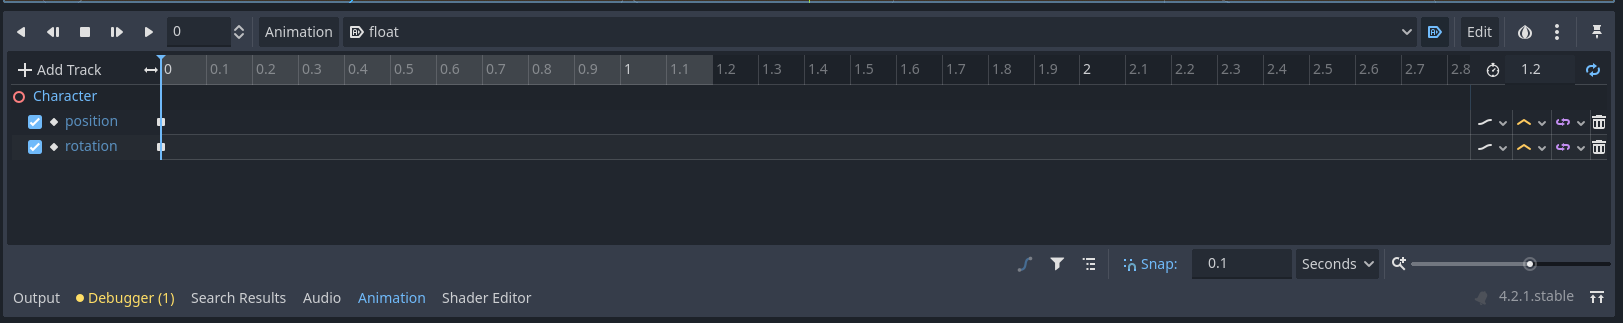 0 Animation float Edit
Add Track 0 0.1 0.2 0.3 0.4 0.5 0.6 0.7 0.8 0.9 1 1.1 1.2 1.3 1.4 1.5 1.6 1.7 1.8 1.9 2 2.1 2.2 2.3 2.4 2.5 2.6 2.7 2.8 1.2
Character
position
rotation
Snap: 0.1 Seconds
Output Debugger (1) Search Results Audio Animation Shader Editor 4.2.1.stable